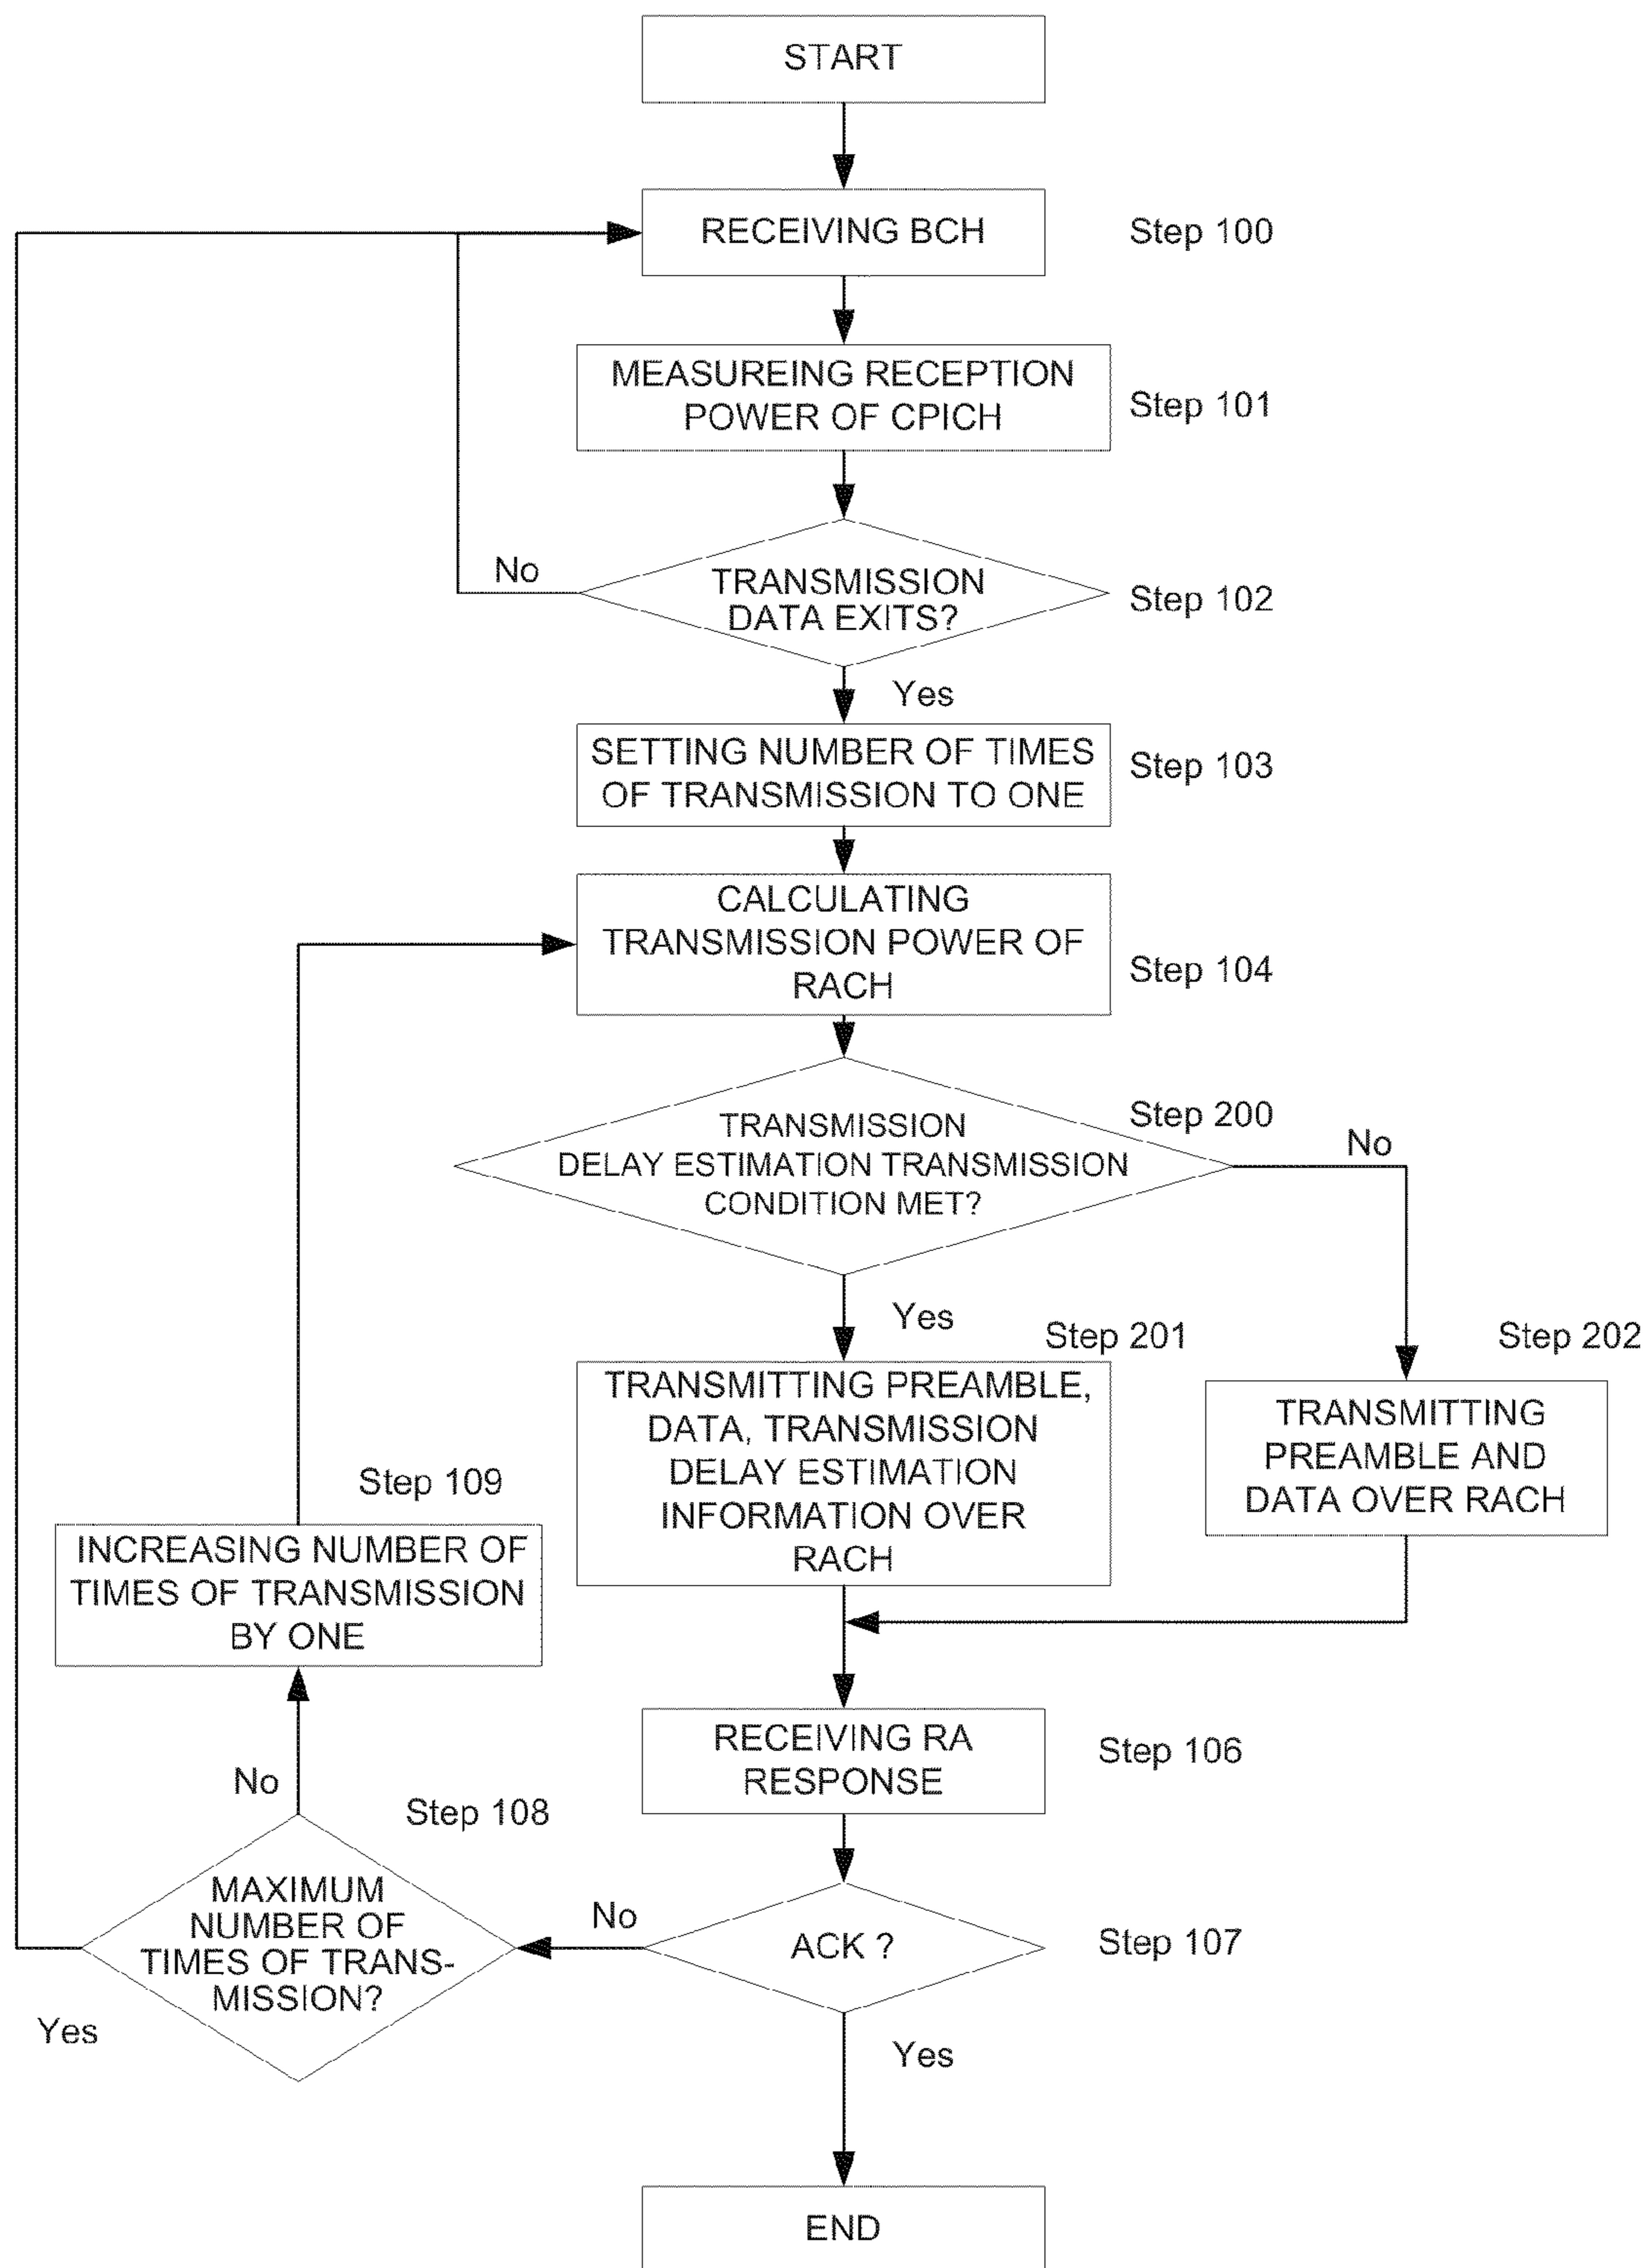 START
RECEIVING BCH
Step 100
MEASUREING RECEPTION
POWER OF CPICH
Step 101
No
TRANSMISSION
DATA EXITS?
Step 102
Yes
SETTING NUMBER OF TIMES
OF TRANSMISSION TO ONE
Step 103
CALCULATING
TRANSMISSION POWER OF
RACH
Step 104
TRANSMISSION
DELAY ESTIMATION TRANSMISSION
CONDITION MET?
Step 200
No
Yes
Step 201
TRANSMITTING PREAMBLE,
DATA, TRANSMISSION
DELAY ESTIMATION
INFORMATION OVER
RACH
Step 202
TRANSMITTING
PREAMBLE AND
DATA OVER RACH
Step 109
INCREASING NUMBER OF
TIMES OF TRANSMISSION
BY ONE
RECEIVING RA
RESPONSE
Step 106
No
Step 108
MAXIMUM
NUMBER OF
TIMES OF TRANS-
MISSION?
Yes
No
ACK ?
Step 107
Yes
END